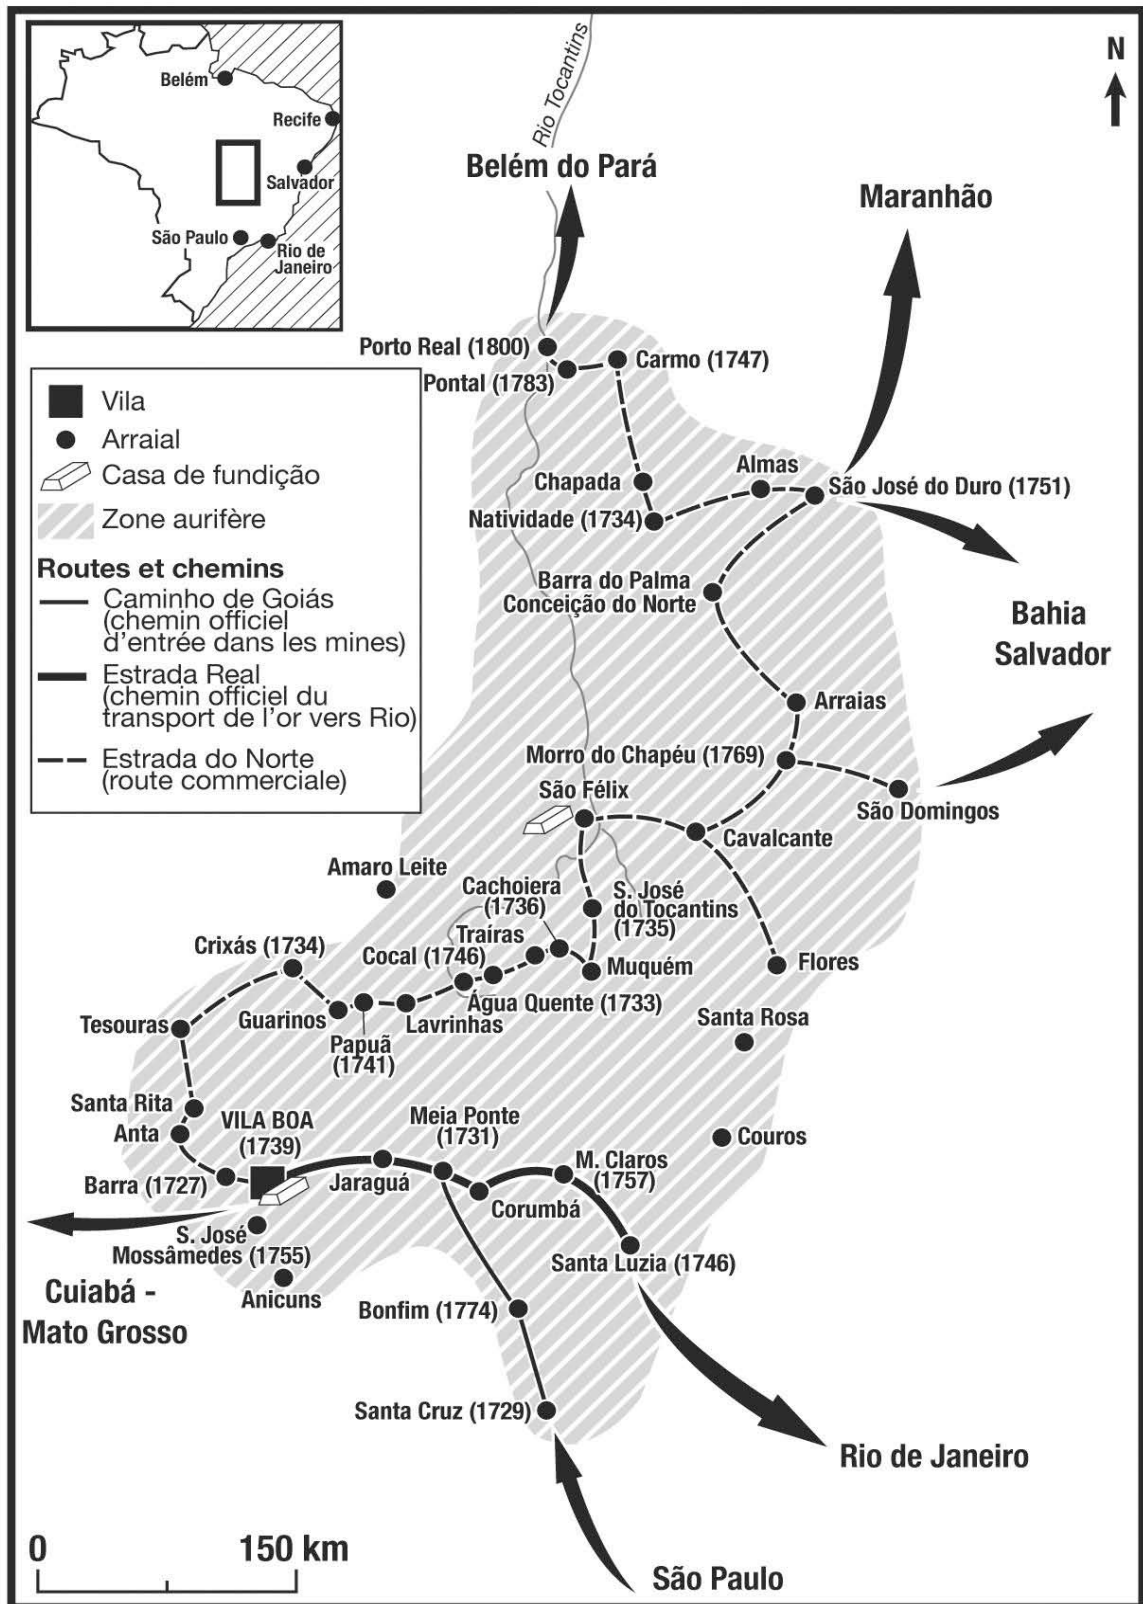 Belém
Recife
Salvador
São Paulo
Rio de
Janeiro
N
Rio Tocantins
Belém do Pará
Maranhão
Vila
Arraial
Casa de fundição
Zone aurifère
Routes et chemins
Caminho de Goiás
(chemin officiel
d'entrée dans les mines)
Estrada Real
(chemin officiel du
transport de l'or vers Rio)
Estrada do Norte
(route commerciale)
Porto Real (1800)
Pontal (1783)
Carmo (1747)
Chapada
Natividade (1734)
Almas
São José do Duro (1751)
Barra do Palma
Conceição do Norte
Bahia
Salvador
Arraias
Morro do Chapéu (1769)
São Domingos
São Félix
Cavalcante
Amaro Leite
Cachoiera
(1736)
S. José
do Tocantins
(1735)
Traíras
Cocal (1746)
Crixás (1734)
Muquém
Flores
Água Quente (1733)
Guarinos
Lavrinhas
Papuã
(1741)
Tesouras
Santa Rosa
Santa Rita
Anta
VILA BOA
(1739)
Meia Ponte
(1731)
Couros
Barra (1727)
Jaraguá
M. Claros
(1757)
Corumbá
S. José
Mossâmedes (1755)
Santa Luzia (1746)
Anicuns
Cuiabá -
Mato Grosso
Bonfim (1774)
Santa Cruz (1729)
Rio de Janeiro
São Paulo
0 150 km